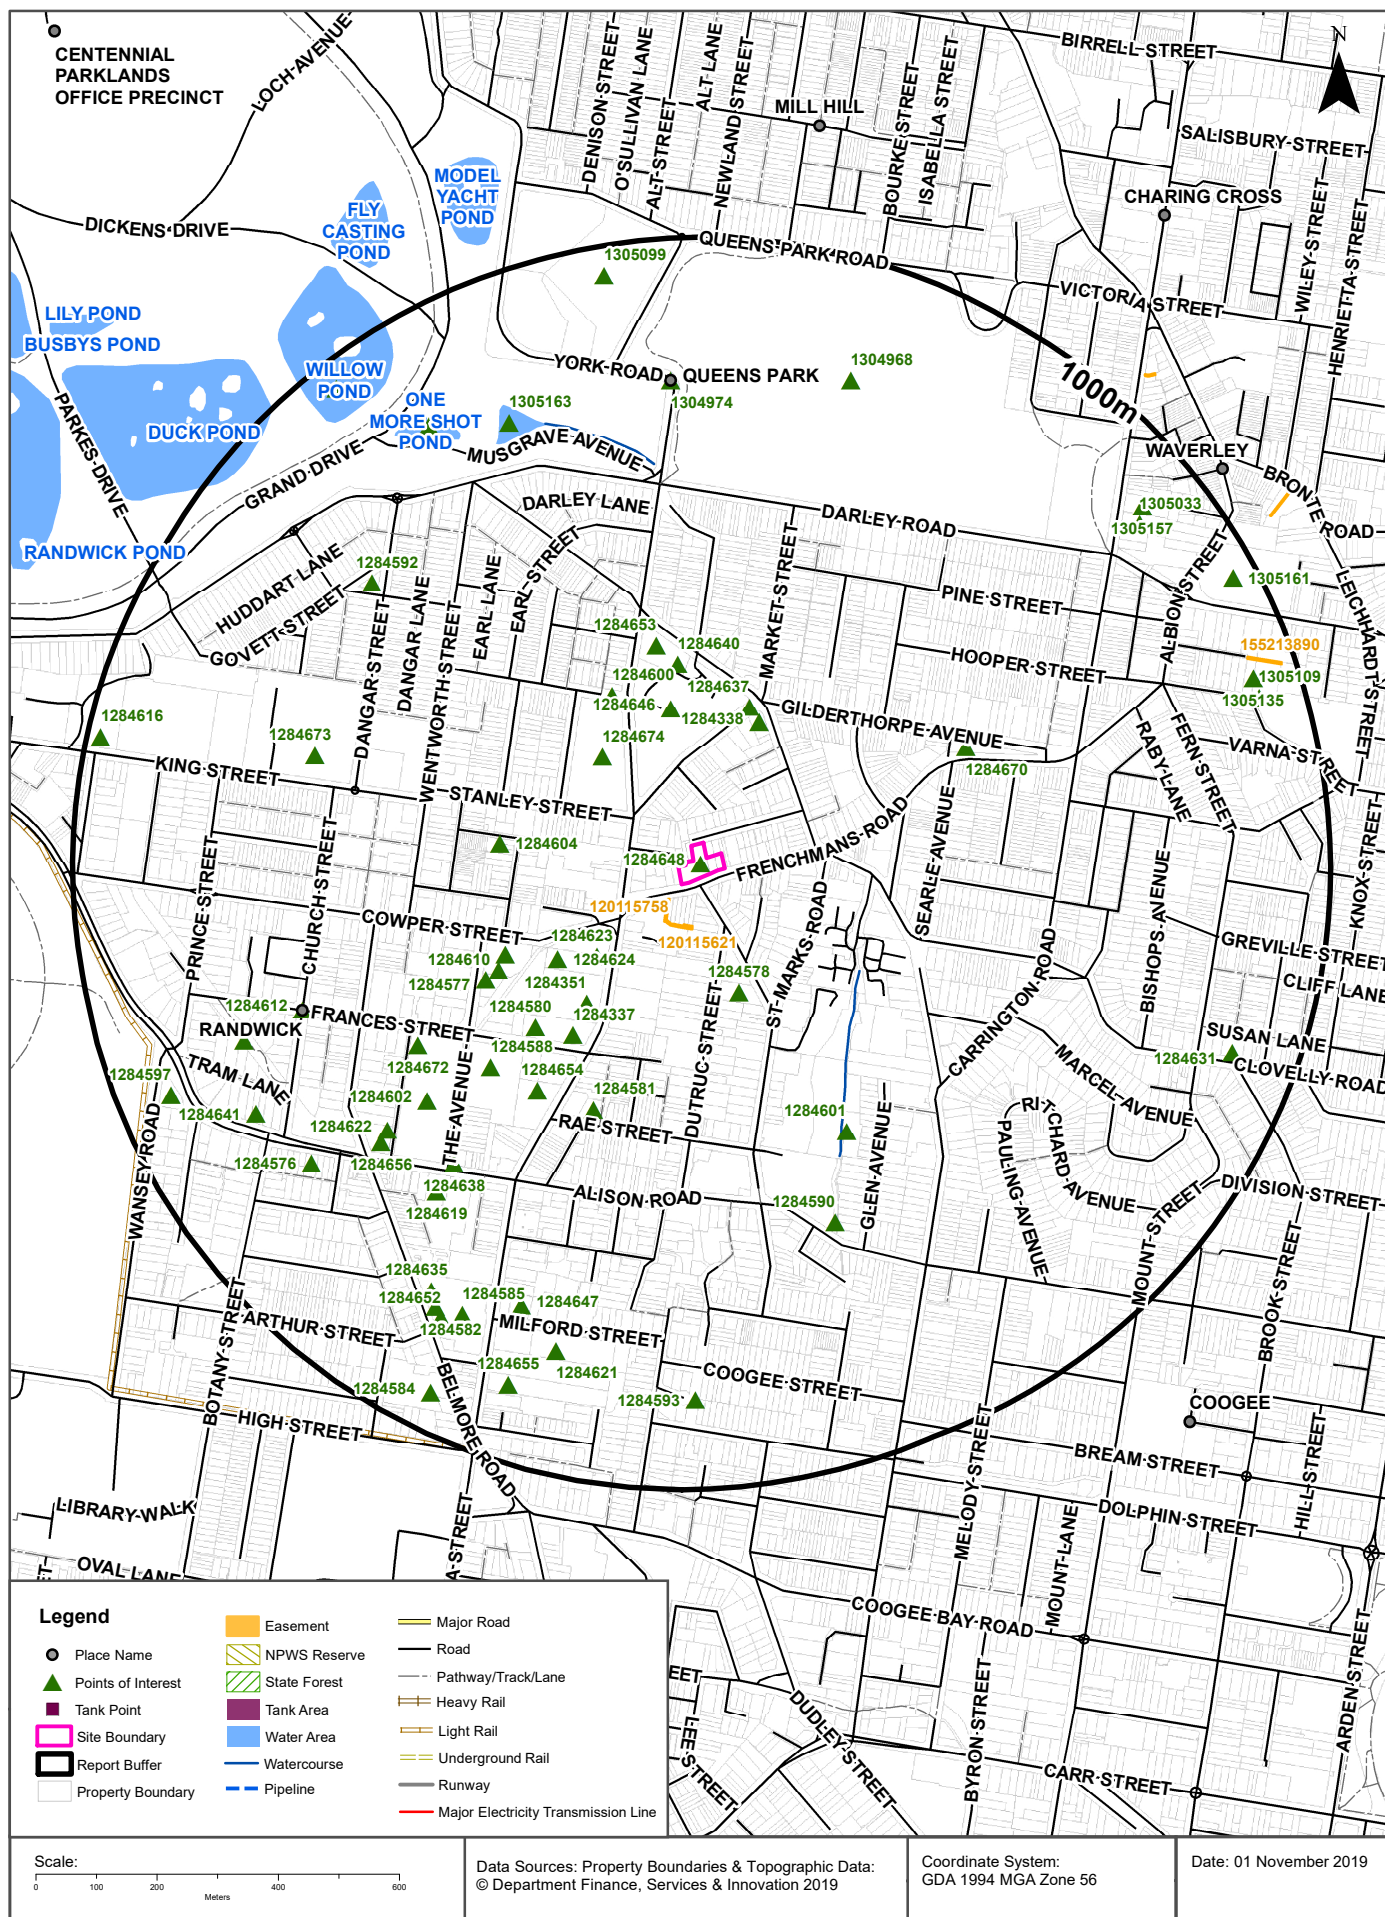 CENTENNIAL
PARKLANDS
OFFICE PRECINCT
LOCH AVENUE
DENISON STREET
O'SULLIVAN LANE
ALT LANE
ALT STREET
NEWLAND STREET
MILL HILL
BOURKE STREET
ISABELLA STREET
BIRRELL STREET
N
SALISBURY STREET
CHARING CROSS
WILEY STREET
HENRIETTA STREET
MODEL
YACHT
POND
FLY
CASTING
POND
DICKENS DRIVE
QUEENS PARK ROAD
1305099
VICTORIA STREET
LILY POND
BUSBYS POND
WILLOW
POND
DUCK POND
ONE
MORE SHOT
POND
1305163
YORK ROAD
QUEENS PARK
1304974
1304968
1000m
PARKES DRIVE
GRAND DRIVE
MUSGRAVE AVENUE
WAVERLEY
BRONTE ROAD
DARLEY LANE
DARLEY ROAD
1305033
1305157
RANDWICK POND
1284592
HUDDART LANE
GOVETT STREET
DANGAR STREET
DANGAR LANE
WENTWORTH STREET
EARL LANE
EARL STREET
MARKET STREET
PINE STREET
ALBION STREET
1305161
LEICHHARDT STREET
1284653
1284640
1284600
1284637
1284646
1284338
HOOPER STREET
155213890
1305109
1305135
1284616
1284673
1284674
GILDERTHORPE AVENUE
1284670
RABY LANE
FERN STREET
VARNA STREET
KING STREET
STANLEY STREET
1284604
1284648
FRENCHMANS ROAD
SEARLE AVENUE
PRINCE STREET
CHURCH STREET
COWPER STREET
120115758
120115621
ST MARKS ROAD
BISHOPS AVENUE
KNOX STREET
GREVILLE STREET
CLIFF LANE
1284623
1284610
1284624
1284577
1284351
1284578
1284580
1284337
1284612
RANDWICK
FRANCES STREET
1284588
DUTRUC STREET
CARRINGTON ROAD
SUSAN LANE
1284631
CLOVELLY ROAD
1284597
TRAM LANE
1284672
1284654
1284602
1284581
MARCEL AVENUE
1284641
1284622
THE AVENUE
RAE STREET
1284601
RITCHARD AVENUE
PAULING AVENUE
WANSEY ROAD
1284576
1284656
1284638
1284619
ALISON ROAD
1284590
GLEN AVENUE
MOUNT STREET
DIVISION STREET
1284635
1284652
1284585
1284647
1284582
MILFORD STREET
BOTANY STREET
ARTHUR STREET
BROOK STREET
1284655
1284621
1284584
BELMORE ROAD
1284593
COOGEE STREET
COOGEE
HIGH STREET
MELODY STREET
BREAM STREET
HILL STREET
LIBRARY WALK
DOLPHIN STREET
OVAL LANE
ET
A STREET
MOUNT LANE
COOGEE BAY ROAD
EET
LEE STREET
DUDLEY STREET
BYRON STREET
CARR STREET
ARDEN STREET
Legend
Place Name
Points of Interest
Tank Point
Site Boundary
Report Buffer
Property Boundary
Easement
NPWS Reserve
State Forest
Tank Area
Water Area
Watercourse
Pipeline
Major Road
Road
Pathway/Track/Lane
Heavy Rail
Light Rail
Underground Rail
Runway
Major Electricity Transmission Line
Scale:
0 100 200 400 600
Meters
Data Sources: Property Boundaries & Topographic Data:
© Department Finance, Services & Innovation 2019
Coordinate System:
GDA 1994 MGA Zone 56
Date: 01 November 2019